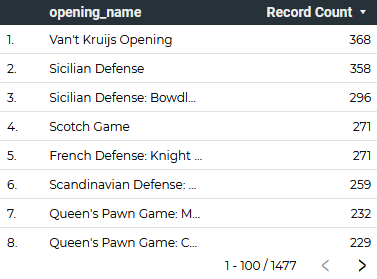 opening_name Record Count
1. Van't Kruijs Opening 368
2. Sicilian Defense 358
3. Sicilian Defense: Bowdl... 296
4. Scotch Game 271
5. French Defense: Knight ... 271
6. Scandinavian Defense: ... 259
7. Queen's Pawn Game: M... 232
8. Queen's Pawn Game: C... 229
1 - 100 / 1477